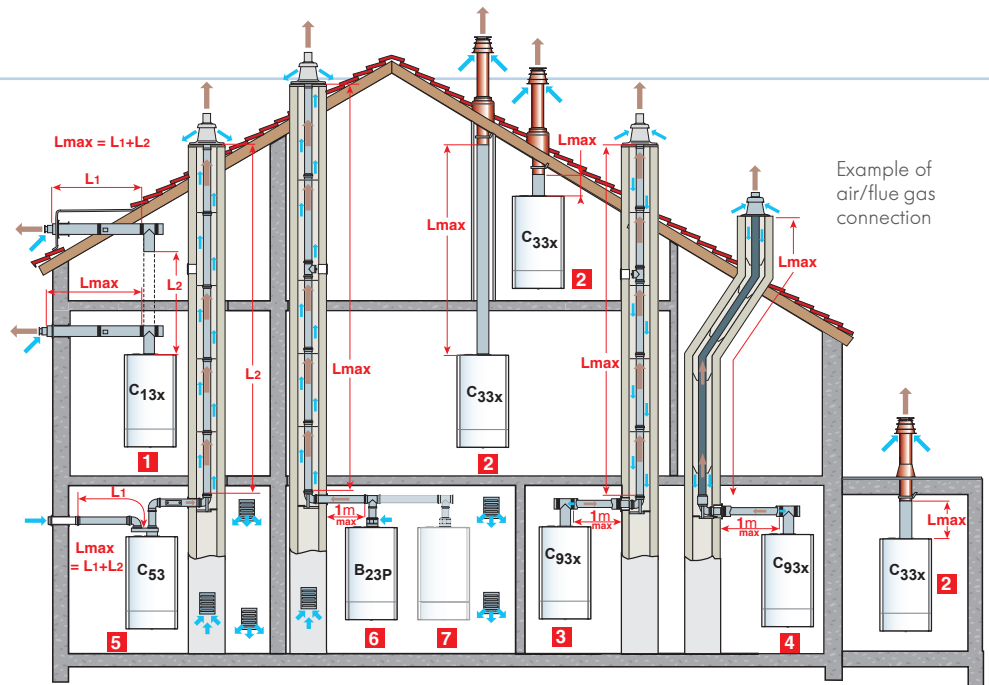 Lmax = L1+L2
L1
Lmax
L2
C13x
1
L2
Lmax
Lmax
C33x
2
Lmax
C33x
2
Lmax
Example of
air/flue gas
connection
Lmax
L1
Lmax
= L1+L2
C53
5
1m
max
B23P
6
7
1m
max
C93x
3
1m
max
C93x
4
Lmax
C33x
2